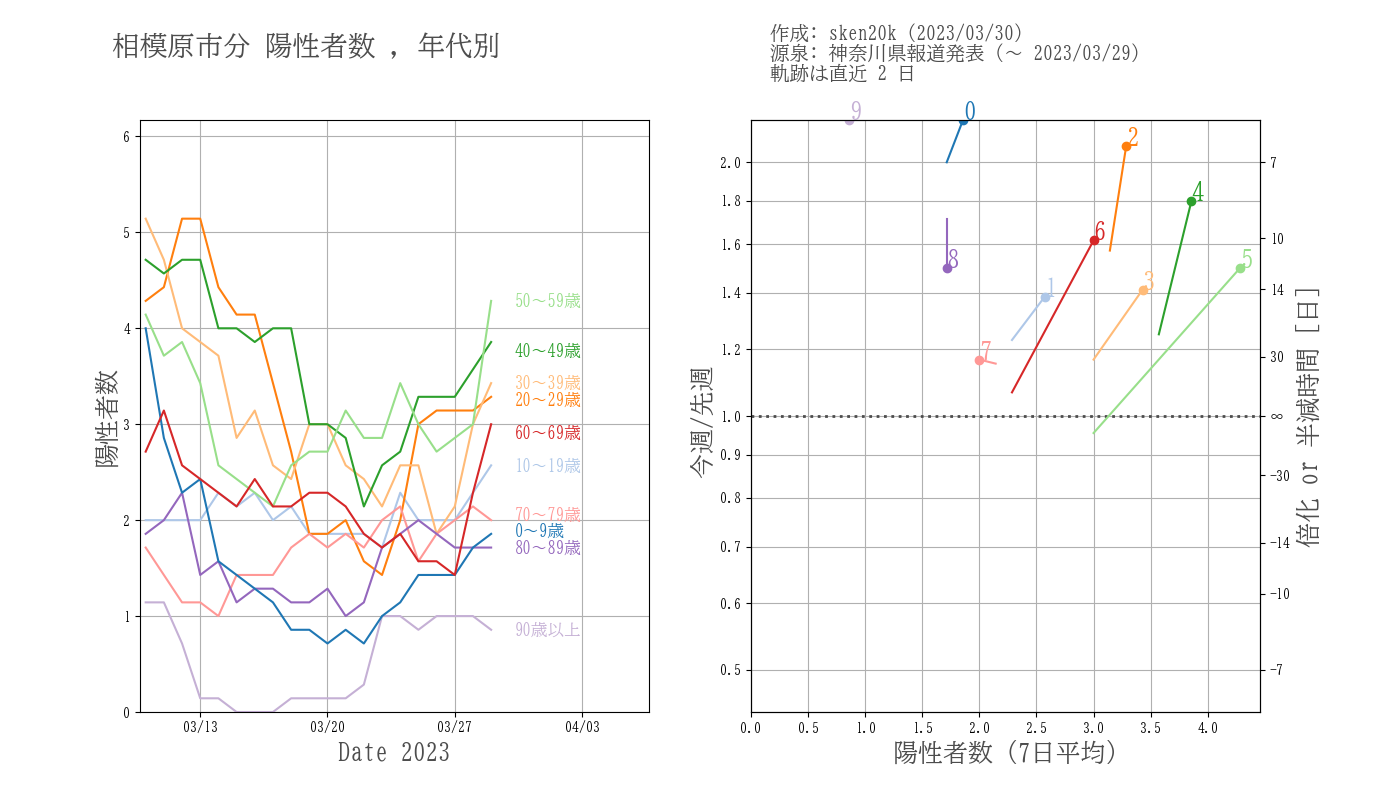 相模原市分 陽性者数 , 年代別
作成: sken20k (2023/03/30)
源泉: 神奈川県報道発表 (～ 2023/03/29)
軌跡は直近 2 日
陽性者数
6
5
4
3
2
1
0
50～59歳
40～49歳
30～39歳
20～29歳
60～69歳
10～19歳
70～79歳
0～9歳
80～89歳
90歳以上
03/13
03/20
03/27
04/03
Date 2023
今週/先週
2.0
1.8
1.6
1.4
1.2
1.0
0.9
0.8
0.7
0.6
0.5
9
0
2
4
6
5
8
3
1
7
7
10
14
30
∞
-30
-14
-10
-7
倍化 or 半減時間 [日]
0.0
0.5
1.0
1.5
2.0
2.5
3.0
3.5
4.0
陽性者数 (7日平均)